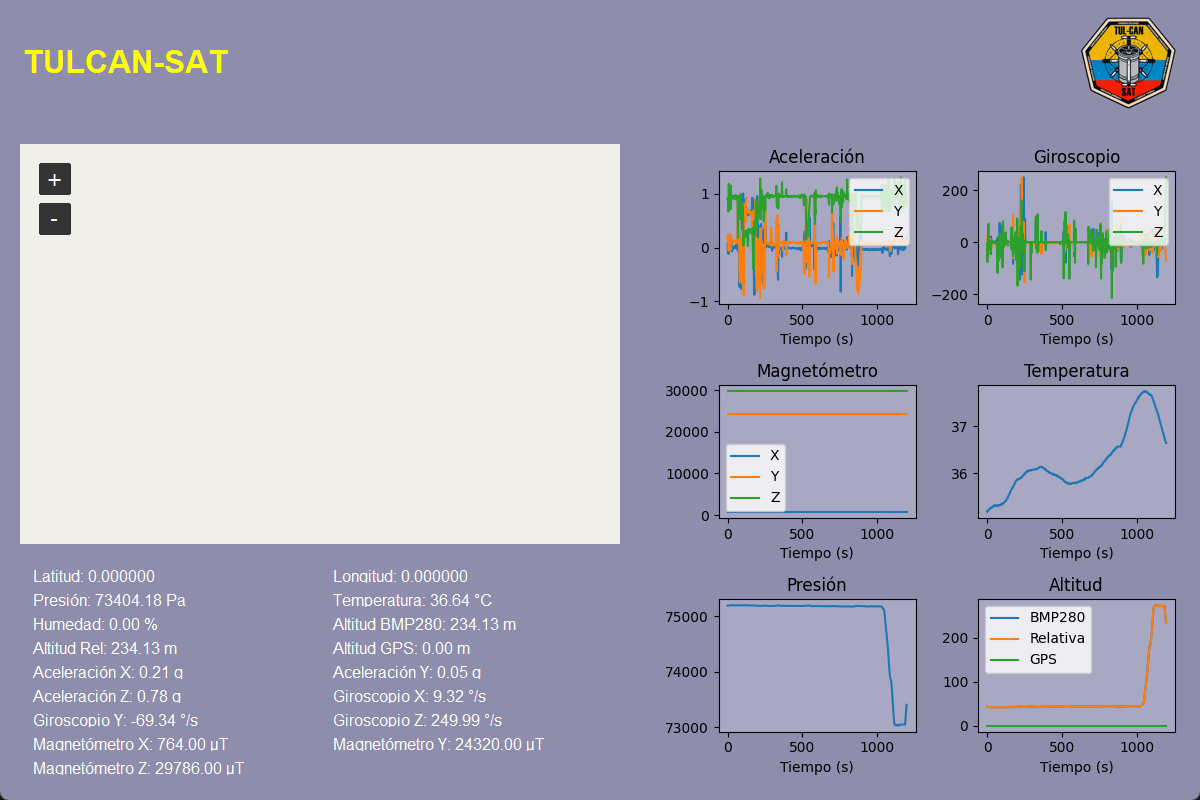 TULCAN-SAT
TUL-CAN
SAT
+
-
Aceleración
X
Y
Z
1
0
−1
0
500
1000
Tiempo (s)
Giroscopio
X
Y
Z
200
0
−200
0
500
1000
Tiempo (s)
Magnetómetro
30000
20000
10000
0
X
Y
Z
0
500
1000
Tiempo (s)
Temperatura
37
36
0
500
1000
Tiempo (s)
Presión
75000
74000
73000
0
500
1000
Tiempo (s)
Altitud
BMP280
Relativa
GPS
200
100
0
0
500
1000
Tiempo (s)
Latitud: 0.000000
Longitud: 0.000000
Presión: 73404.18 Pa
Temperatura: 36.64 °C
Humedad: 0.00 %
Altitud BMP280: 234.13 m
Altitud Rel: 234.13 m
Altitud GPS: 0.00 m
Aceleración X: 0.21 g
Aceleración Y: 0.05 g
Aceleración Z: 0.78 g
Giroscopio X: 9.32 °/s
Giroscopio Y: -69.34 °/s
Giroscopio Z: 249.99 °/s
Magnetómetro X: 764.00 µT
Magnetómetro Y: 24320.00 µT
Magnetómetro Z: 29786.00 µT